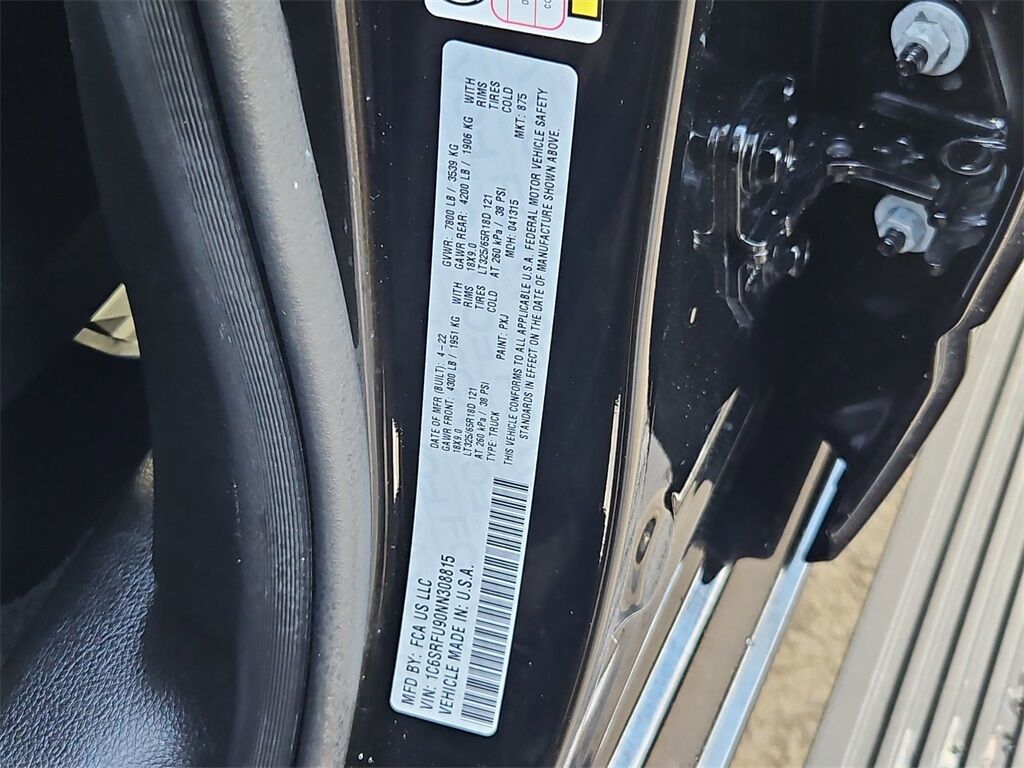 MFD BY: FCA US LLC
VIN: 1C6SRFU90NN308815
VEHICLE MADE IN: U.S.A.
DATE OF MFR (BUILT): 4-22
GAWR FRONT: 4300 LB / 1951 KG WITH
18X9.0 RIMS
LT325/65R18D 121 TIRES
AT 260 kPa / 38 PSI COLD
TYPE: TRUCK
GVWR: 7800 LB / 3539 KG
GAWR REAR: 4200 LB / 1906 KG WITH
18X9.0 RIMS
LT325/65R18D 121 TIRES
AT 260 kPa / 38 PSI COLD
PAINT: PXJ MDH: 041315 MKT: 875
THIS VEHICLE CONFORMS TO ALL APPLICABLE U.S.A. FEDERAL MOTOR VEHICLE SAFETY
STANDARDS IN EFFECT ON THE DATE OF MANUFACTURE SHOWN ABOVE.